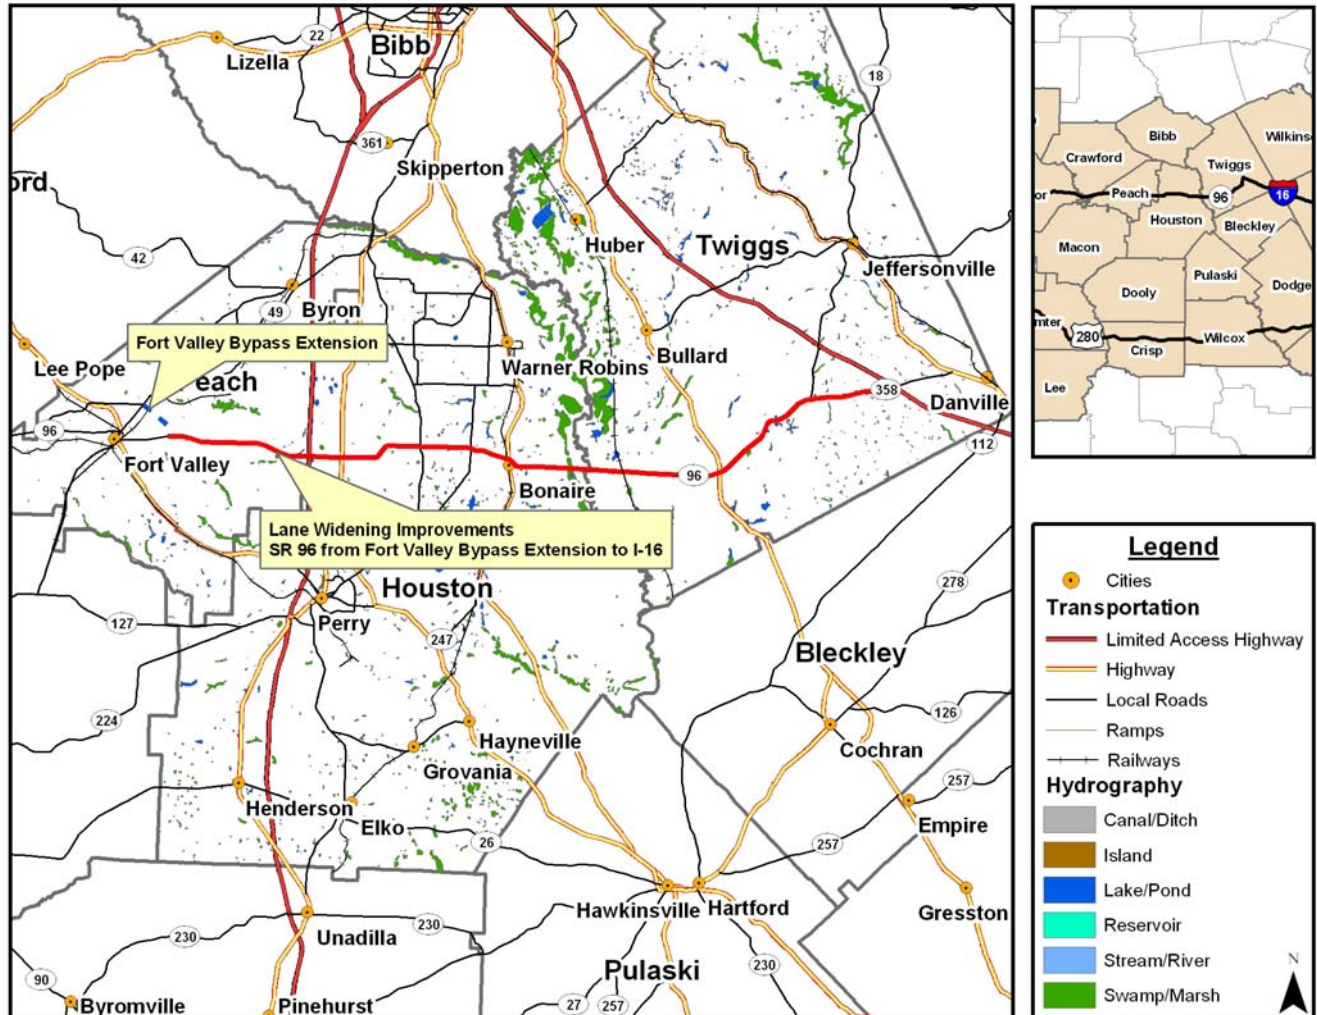 22
Bibb
Lizella
18
361
Skipperton
ord
Huber
Twiggs
Jeffersonville
42
49
Byron
Fort Valley Bypass Extension
Lee Pope
each
Warner Robins
Bullard
358
Danville
96
112
Fort Valley
96
Bonaire
Lane Widening Improvements
SR 96 from Fort Valley Bypass Extension to I-16
Houston
278
127
Perry
247
Bleckley
224
126
Hayneville
Cochran
Grovania
257
Henderson
Elko
Empire
26
257
Hawkinsville
Hartford
Gresston
230
Unadilla
230
Pulaski
230
90
Byromville
Pinehurst
27
257
Bibb
Wilkins
Crawford
Twiggs
or
Peach
96
16
Houston
Bleckley
Macon
Pulaski
Dooly
Dodge
mter
280
Wilcox
Crisp
Lee
Legend
Cities
Transportation
Limited Access Highway
Highway
Local Roads
Ramps
Railways
Hydrography
Canal/Ditch
Island
Lake/Pond
Reservoir
Stream/River
Swamp/Marsh
N